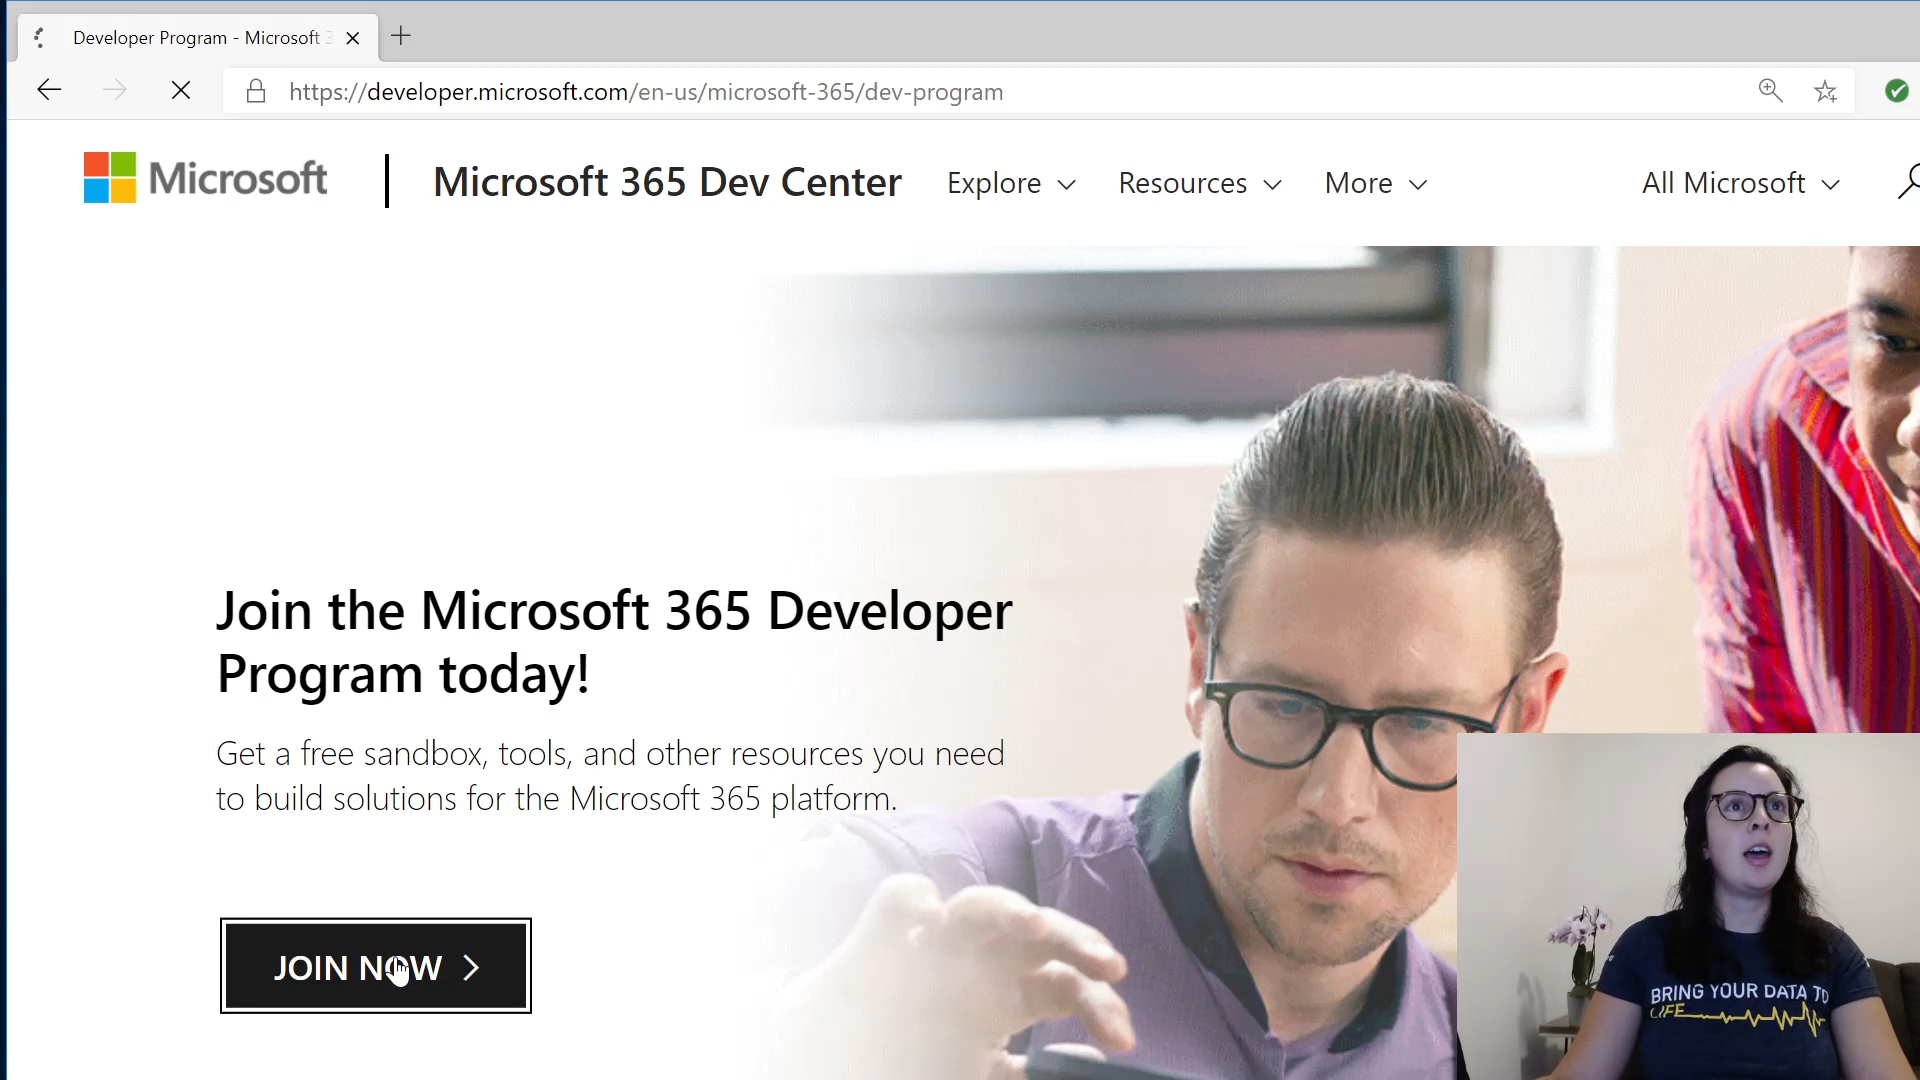 Developer Program - Microsoft 3
https://developer.microsoft.com/en-us/microsoft-365/dev-program
Microsoft
Microsoft 365 Dev Center
Explore
Resources
More
All Microsoft
Join the Microsoft 365 Developer
Program today!
Get a free sandbox, tools, and other resources you need
to build solutions for the Microsoft 365 platform.
JOIN NOW
BRING YOUR DATA TO
LIFE